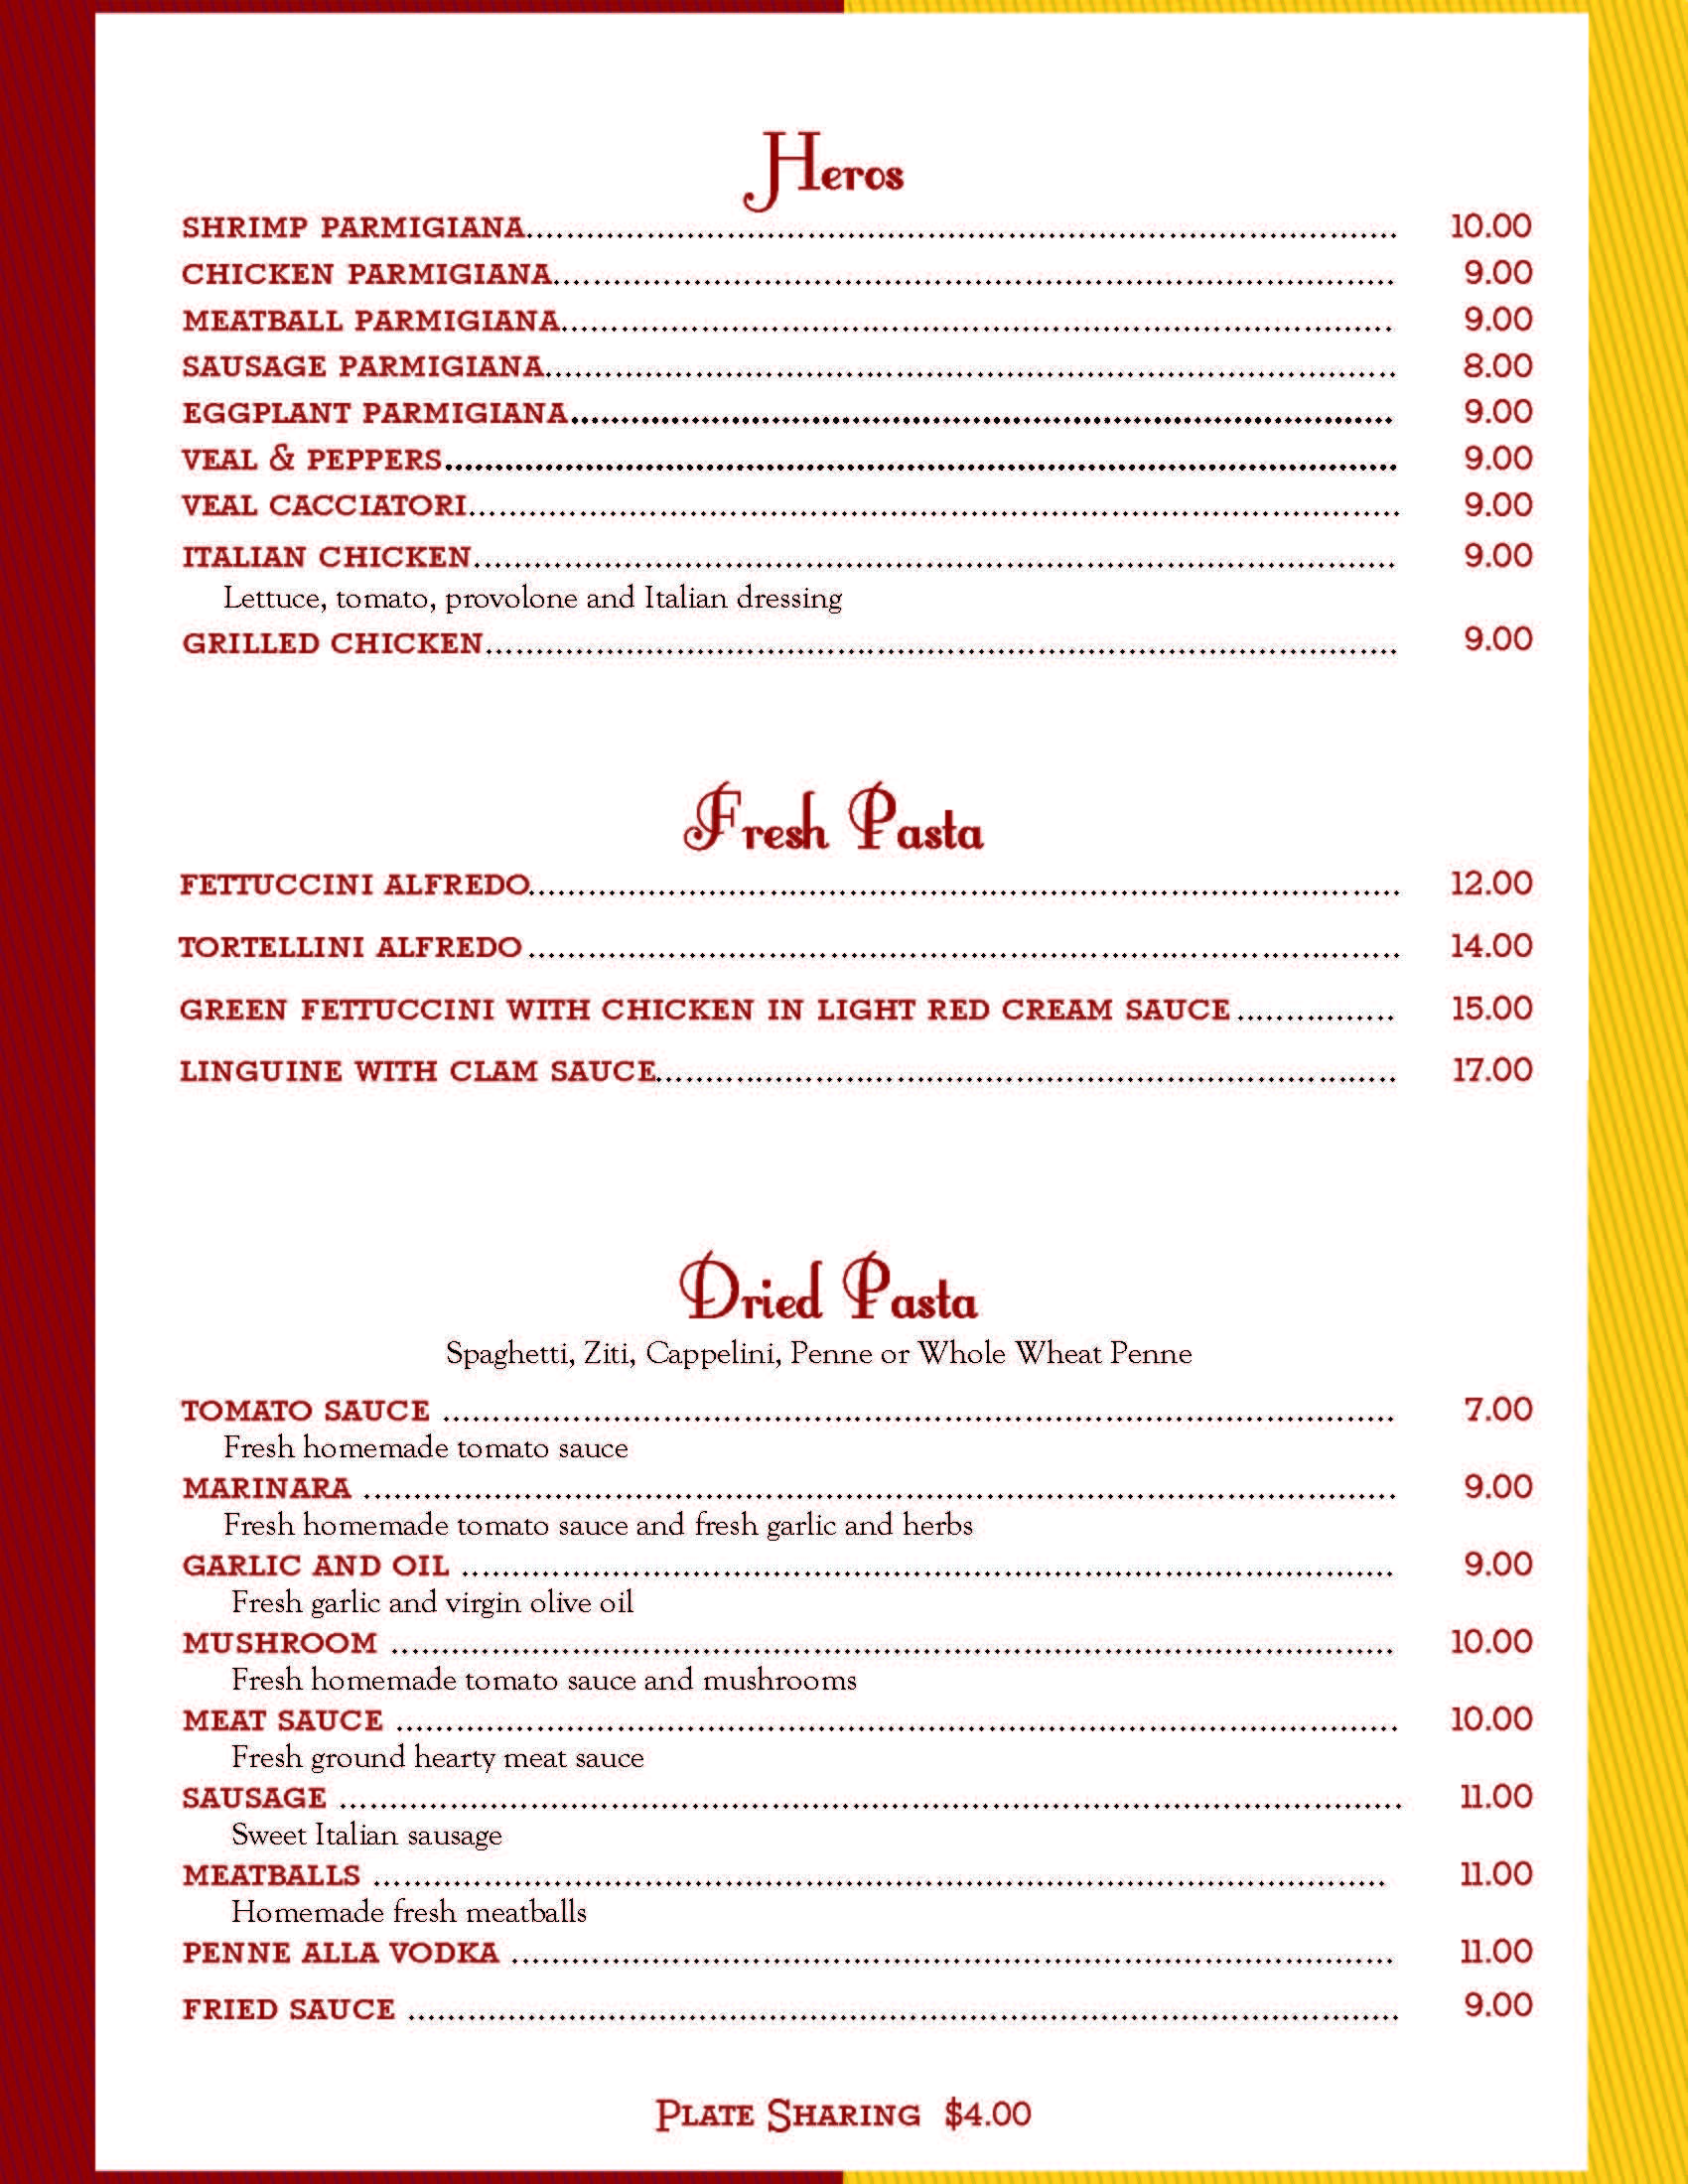 Heros
SHRIMP PARMIGIANA........ 10.00
CHICKEN PARMIGIANA........ 9.00
MEATBALL PARMIGIANA........ 9.00
SAUSAGE PARMIGIANA........ 8.00
EGGPLANT PARMIGIANA........ 9.00
VEAL & PEPPERS........ 9.00
VEAL CACCIATORI........ 9.00
ITALIAN CHICKEN........ 9.00
Lettuce, tomato, provolone and Italian dressing
GRILLED CHICKEN........ 9.00
Fresh Pasta
FETTUCCINI ALFREDO........ 12.00
TORTELLINI ALFREDO ........ 14.00
GREEN FETTUCCINI WITH CHICKEN IN LIGHT RED CREAM SAUCE ........ 15.00
LINGUINE WITH CLAM SAUCE........ 17.00
Dried Pasta
Spaghetti, Ziti, Cappelini, Penne or Whole Wheat Penne
TOMATO SAUCE ........ 7.00
Fresh homemade tomato sauce
MARINARA ........ 9.00
Fresh homemade tomato sauce and fresh garlic and herbs
GARLIC AND OIL ........ 9.00
Fresh garlic and virgin olive oil
MUSHROOM ........ 10.00
Fresh homemade tomato sauce and mushrooms
MEAT SAUCE ........ 10.00
Fresh ground hearty meat sauce
SAUSAGE ........ 11.00
Sweet Italian sausage
MEATBALLS ........ 11.00
Homemade fresh meatballs
PENNE ALLA VODKA ........ 11.00
FRIED SAUCE ........ 9.00
PLATE SHARING $4.00